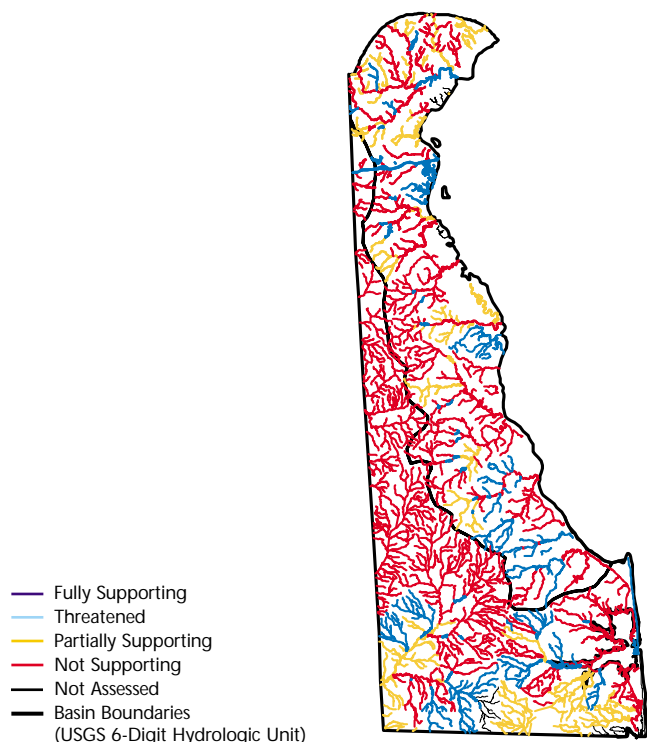 Fully Supporting
Threatened
Partially Supporting
Not Supporting
Not Assessed
Basin Boundaries
(USGS 6-Digit Hydrologic Unit)